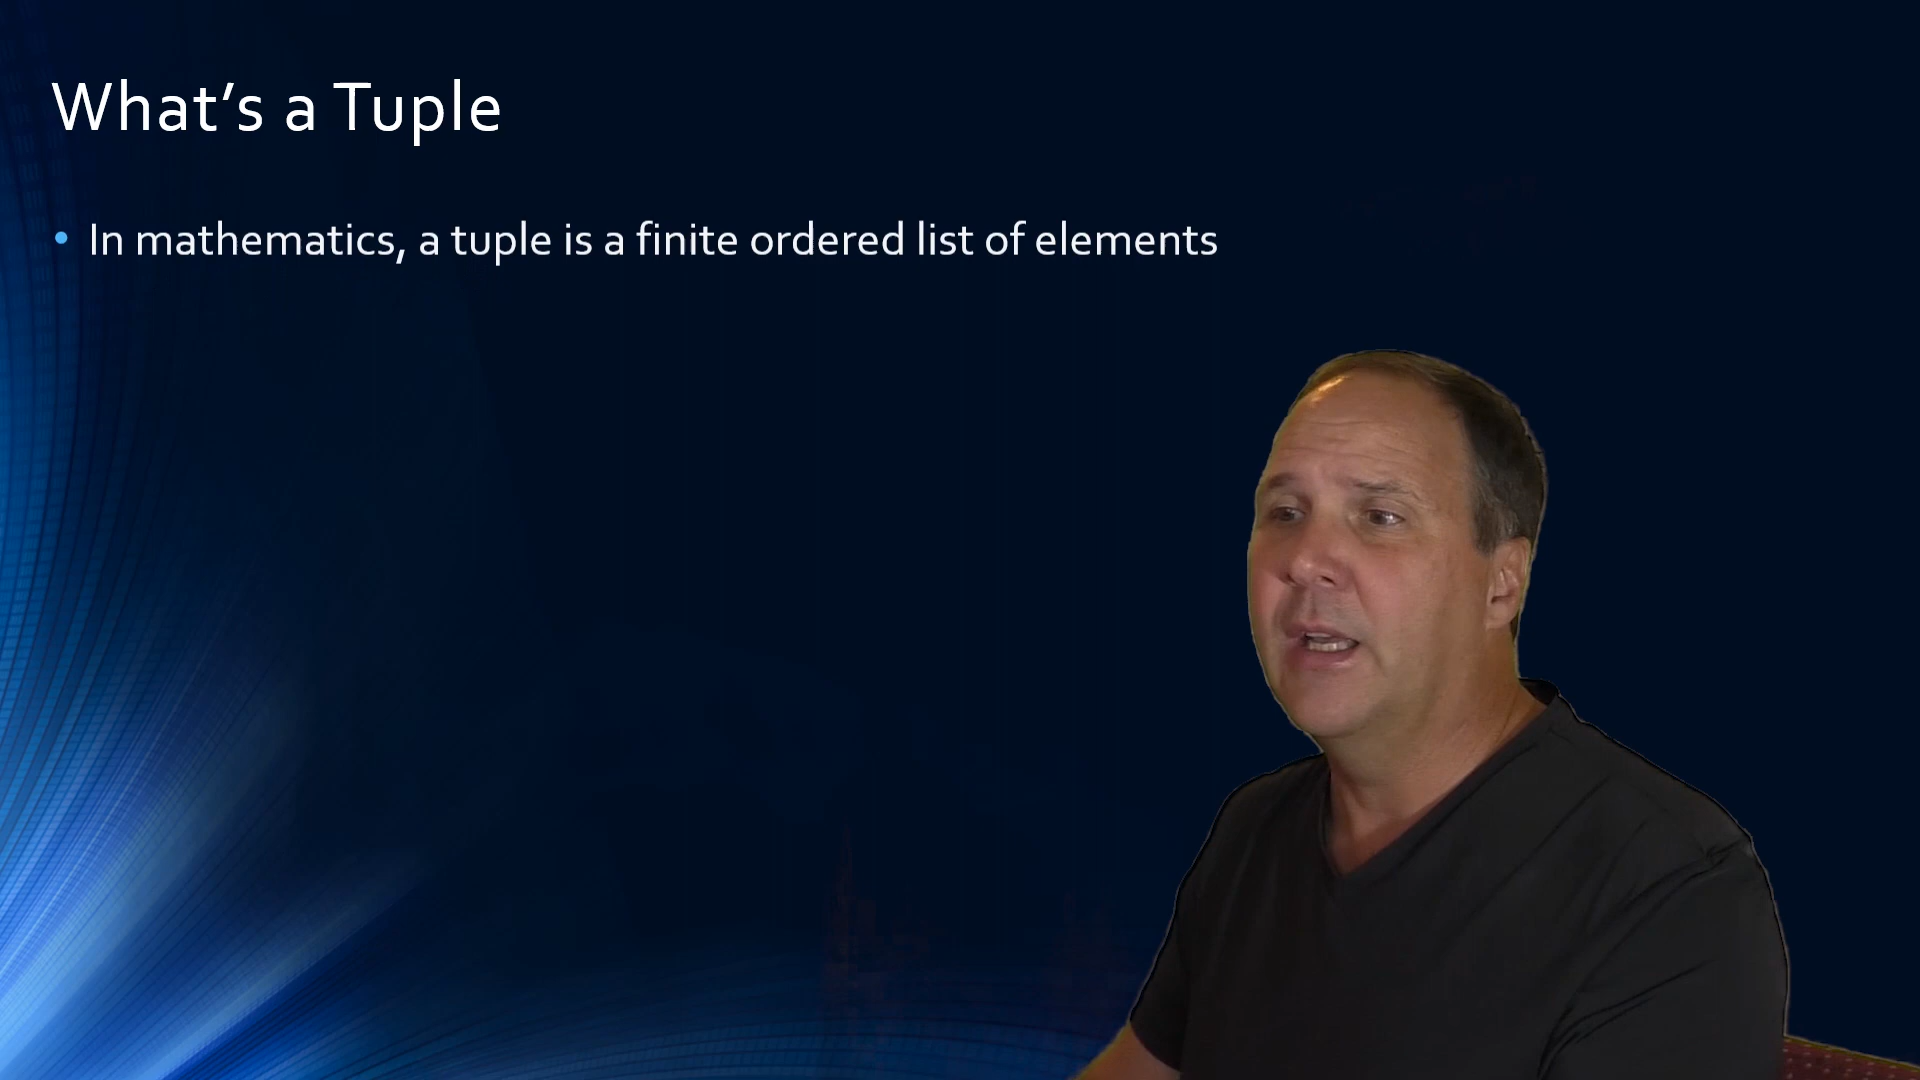 What’s a Tuple
• In mathematics, a tuple is a finite ordered list of elements